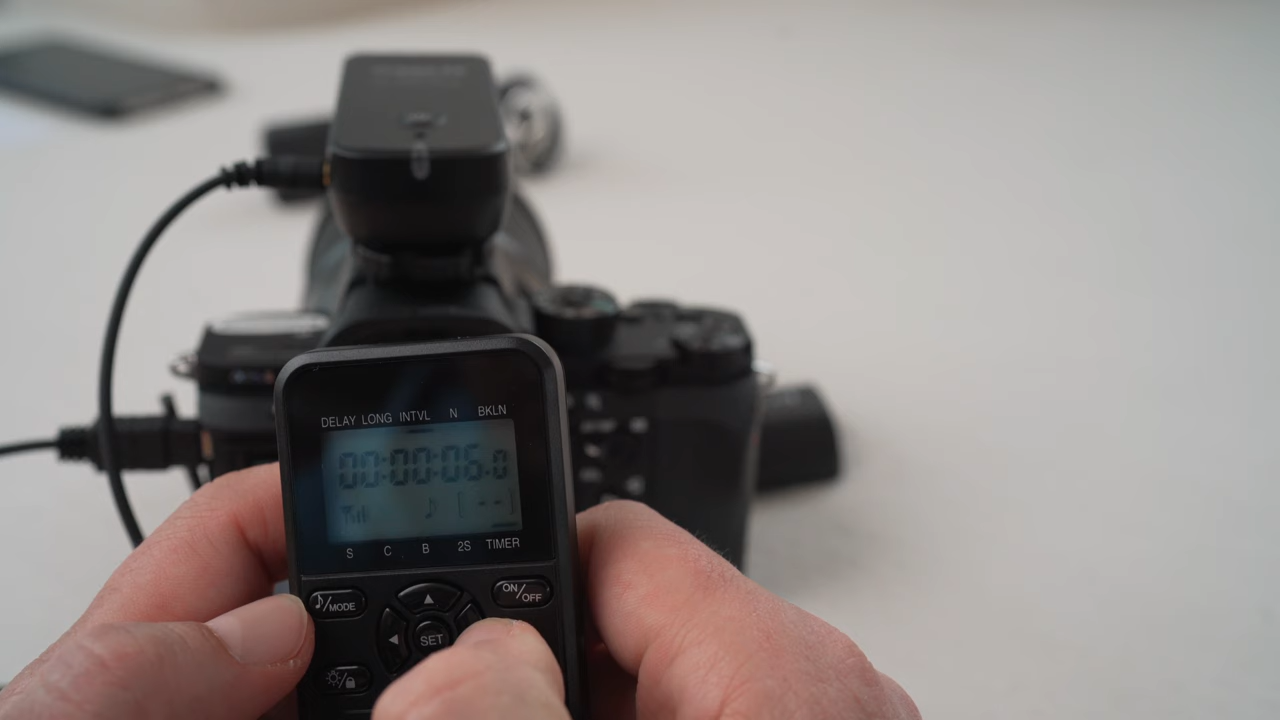 DELAY LONG INTVL N BKLN
00:00:06.0
[--]
S C B 2S TIMER
♪/MODE
ON/OFF
SET